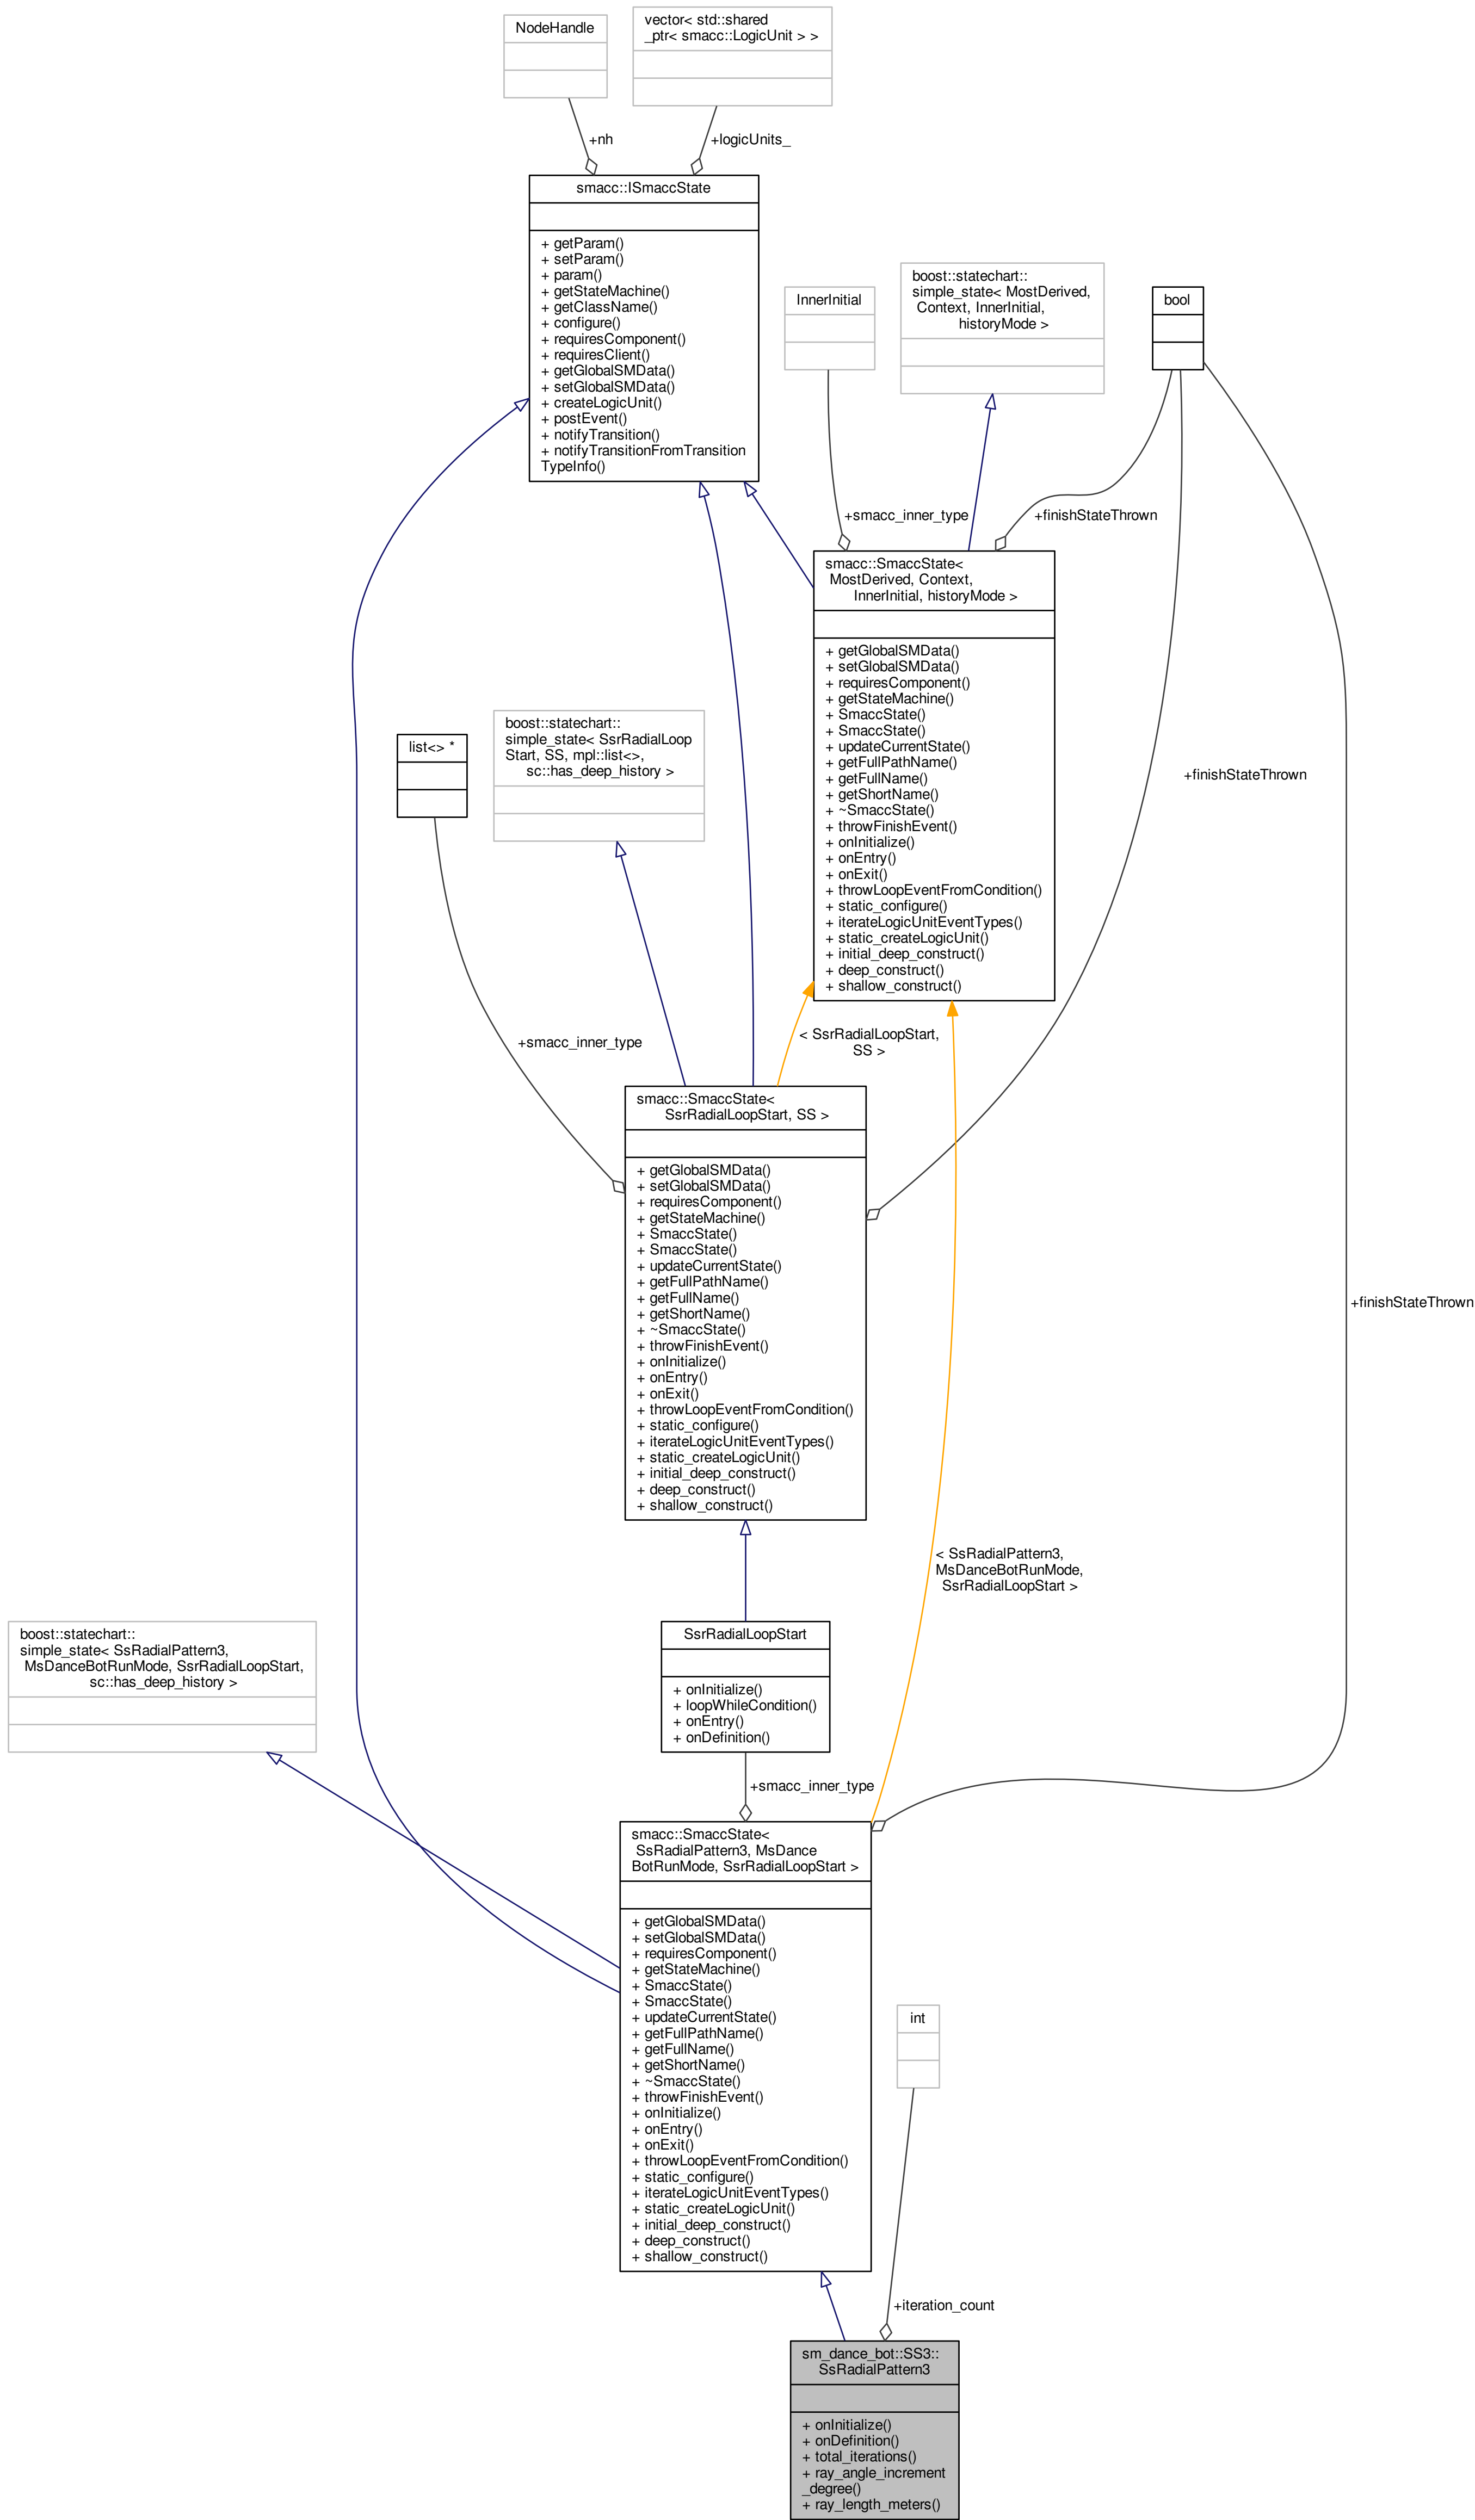 NodeHandle
vector< std::shared
_ptr< smacc::LogicUnit > >
+nh
+logicUnits_
smacc::ISmaccState
+ getParam()
+ setParam()
+ param()
+ getStateMachine()
+ getClassName()
+ configure()
+ requiresComponent()
+ requiresClient()
+ getGlobalSMData()
+ setGlobalSMData()
+ createLogicUnit()
+ postEvent()
+ notifyTransition()
+ notifyTransitionFromTransition
TypeInfo()
InnerInitial
boost::statechart::
simple_state< MostDerived,
Context, InnerInitial,
historyMode >
bool
+smacc_inner_type
+finishStateThrown
smacc::SmaccState<
MostDerived, Context,
InnerInitial, historyMode >
+ getGlobalSMData()
+ setGlobalSMData()
+ requiresComponent()
+ getStateMachine()
+ SmaccState()
+ SmaccState()
+ updateCurrentState()
+ getFullPathName()
+ getFullName()
+ getShortName()
+ ~SmaccState()
+ throwFinishEvent()
+ onInitialize()
+ onEntry()
+ onExit()
+ throwLoopEventFromCondition()
+ static_configure()
+ iterateLogicUnitEventTypes()
+ static_createLogicUnit()
+ initial_deep_construct()
+ deep_construct()
+ shallow_construct()
list<> *
boost::statechart::
simple_state< SsrRadialLoop
Start, SS, mpl::list<>,
sc::has_deep_history >
+finishStateThrown
+smacc_inner_type
< SsrRadialLoopStart,
SS >
smacc::SmaccState<
SsrRadialLoopStart, SS >
+ getGlobalSMData()
+ setGlobalSMData()
+ requiresComponent()
+ getStateMachine()
+ SmaccState()
+ SmaccState()
+ updateCurrentState()
+ getFullPathName()
+ getFullName()
+ getShortName()
+ ~SmaccState()
+ throwFinishEvent()
+ onInitialize()
+ onEntry()
+ onExit()
+ throwLoopEventFromCondition()
+ static_configure()
+ iterateLogicUnitEventTypes()
+ static_createLogicUnit()
+ initial_deep_construct()
+ deep_construct()
+ shallow_construct()
+finishStateThrown
< SsRadialPattern3,
MsDanceBotRunMode,
SsrRadialLoopStart >
boost::statechart::
simple_state< SsRadialPattern3,
MsDanceBotRunMode, SsrRadialLoopStart,
sc::has_deep_history >
SsrRadialLoopStart
+ onInitialize()
+ loopWhileCondition()
+ onEntry()
+ onDefinition()
+smacc_inner_type
smacc::SmaccState<
SsRadialPattern3, MsDance
BotRunMode, SsrRadialLoopStart >
+ getGlobalSMData()
+ setGlobalSMData()
+ requiresComponent()
+ getStateMachine()
+ SmaccState()
+ SmaccState()
+ updateCurrentState()
+ getFullPathName()
+ getFullName()
+ getShortName()
+ ~SmaccState()
+ throwFinishEvent()
+ onInitialize()
+ onEntry()
+ onExit()
+ throwLoopEventFromCondition()
+ static_configure()
+ iterateLogicUnitEventTypes()
+ static_createLogicUnit()
+ initial_deep_construct()
+ deep_construct()
+ shallow_construct()
int
+iteration_count
sm_dance_bot::SS3::
SsRadialPattern3
+ onInitialize()
+ onDefinition()
+ total_iterations()
+ ray_angle_increment
_degree()
+ ray_length_meters()